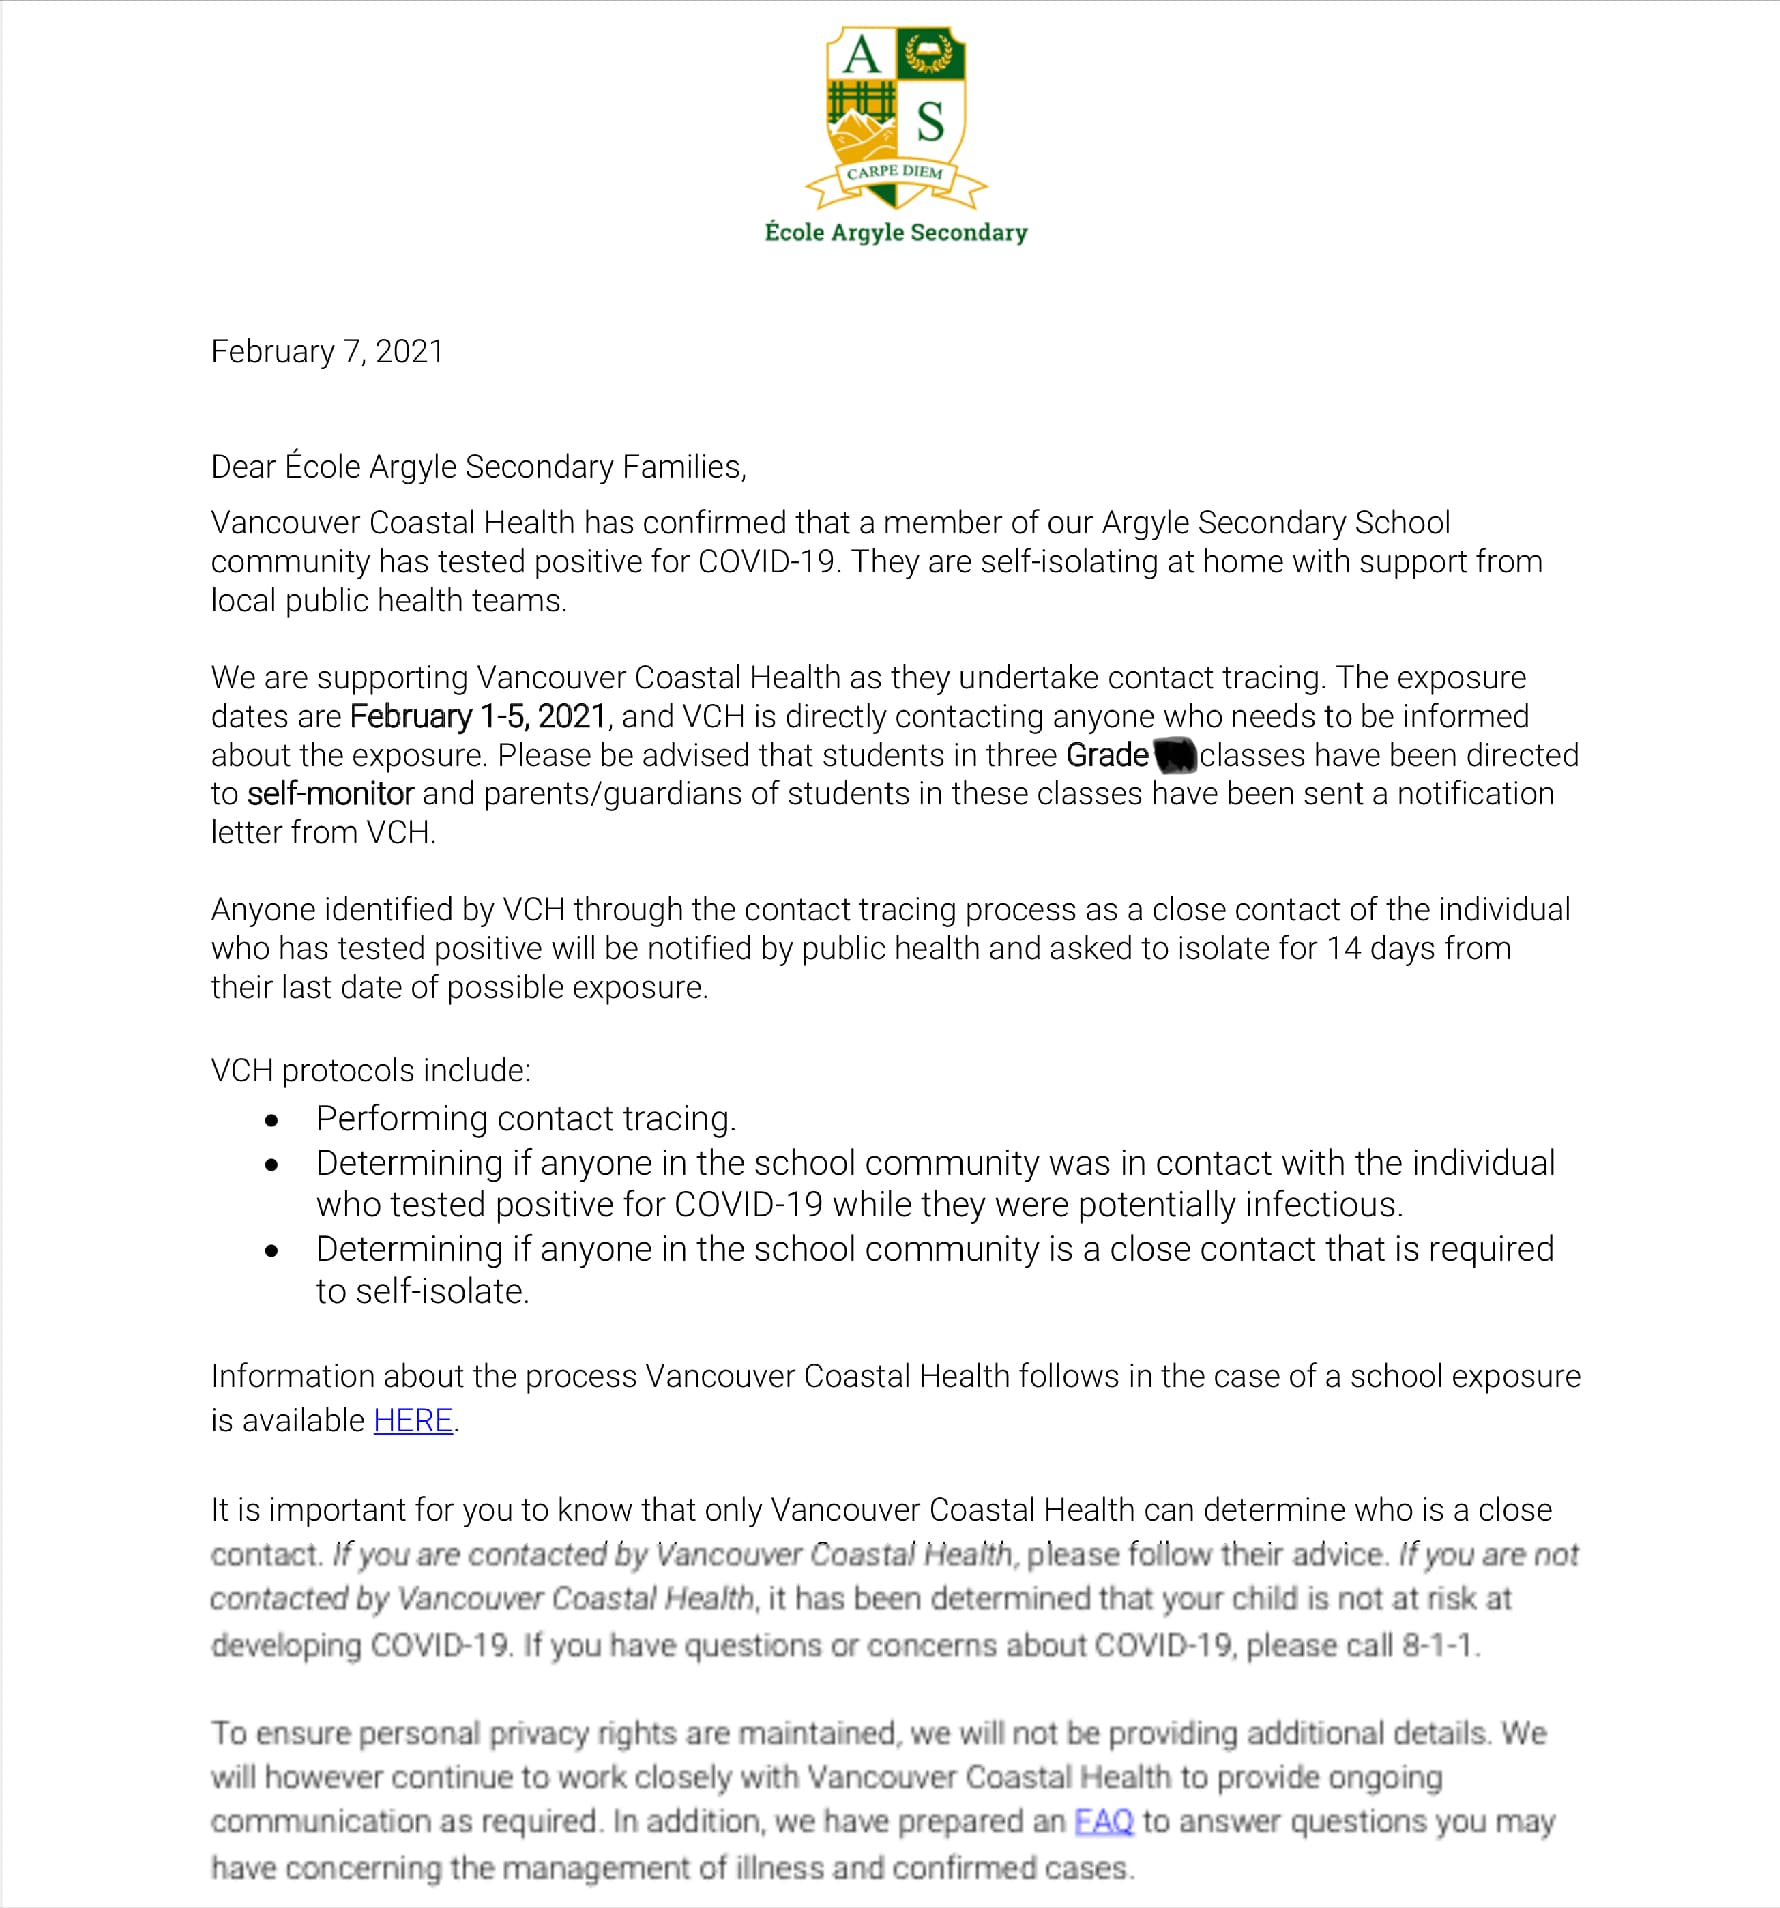 A
S
CARPE DIEM
École Argyle Secondary
February 7, 2021
Dear École Argyle Secondary Families,
Vancouver Coastal Health has confirmed that a member of our Argyle Secondary School
community has tested positive for COVID-19. They are self-isolating at home with support from
local public health teams.
We are supporting Vancouver Coastal Health as they undertake contact tracing. The exposure
dates are February 1-5, 2021, and VCH is directly contacting anyone who needs to be informed
about the exposure. Please be advised that students in three Grade classes have been directed
to self-monitor and parents/guardians of students in these classes have been sent a notification
letter from VCH.
Anyone identified by VCH through the contact tracing process as a close contact of the individual
who has tested positive will be notified by public health and asked to isolate for 14 days from
their last date of possible exposure.
VCH protocols include:
• Performing contact tracing.
• Determining if anyone in the school community was in contact with the individual
who tested positive for COVID-19 while they were potentially infectious.
• Determining if anyone in the school community is a close contact that is required
to self-isolate.
Information about the process Vancouver Coastal Health follows in the case of a school exposure
is available HERE.
It is important for you to know that only Vancouver Coastal Health can determine who is a close
contact. If you are contacted by Vancouver Coastal Health, please follow their advice. If you are not
contacted by Vancouver Coastal Health, it has been determined that your child is not at risk at
developing COVID-19. If you have questions or concerns about COVID-19, please call 8-1-1.
To ensure personal privacy rights are maintained, we will not be providing additional details. We
will however continue to work closely with Vancouver Coastal Health to provide ongoing
communication as required. In addition, we have prepared an FAQ to answer questions you may
have concerning the management of illness and confirmed cases.